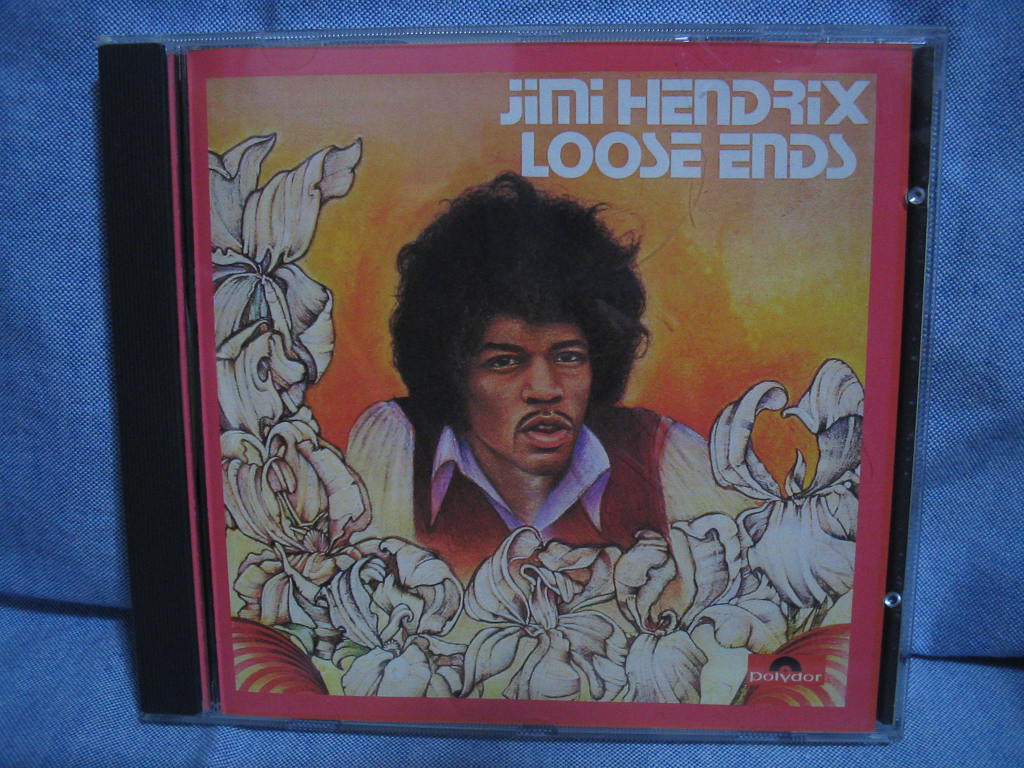 JIMI HENDRIX
LOOSE ENDS
polydor